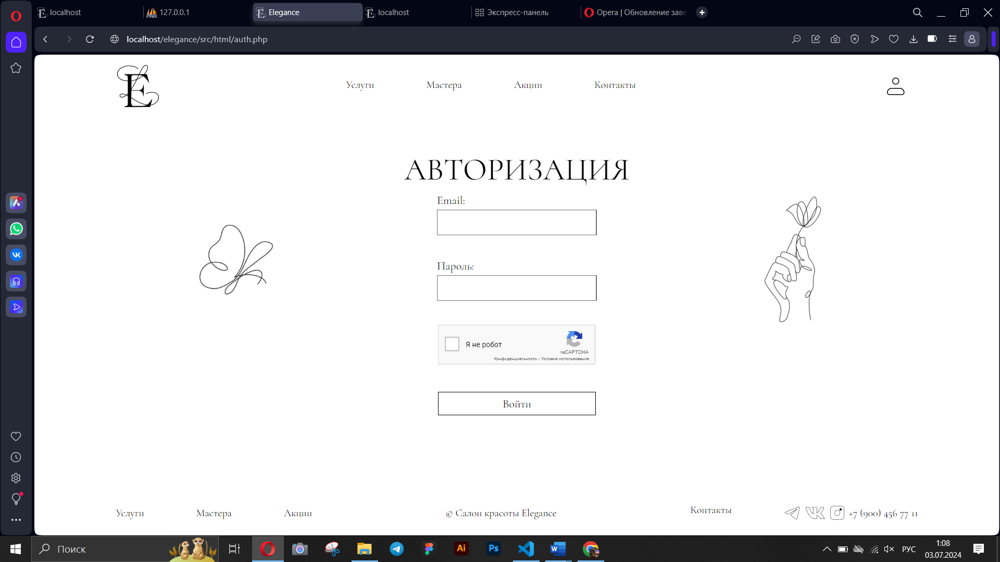 localhost
127.0.0.1
Elegance
localhost
Экспресс-панель
Opera | Обновление заве
localhost/elegance/src/html/auth.php
E
Услуги
Мастера
Акции
Контакты
АВТОРИЗАЦИЯ
Email:
Пароль:
Я не робот
reCAPTCHA
Конфиденциальность - Условия использования
Войти
Услуги
Мастера
Акции
© Салон красоты Elegance
Контакты
+7 (900) 456 77 11
Поиск
Ai
Ps
W
РУС
1:08
03.07.2024